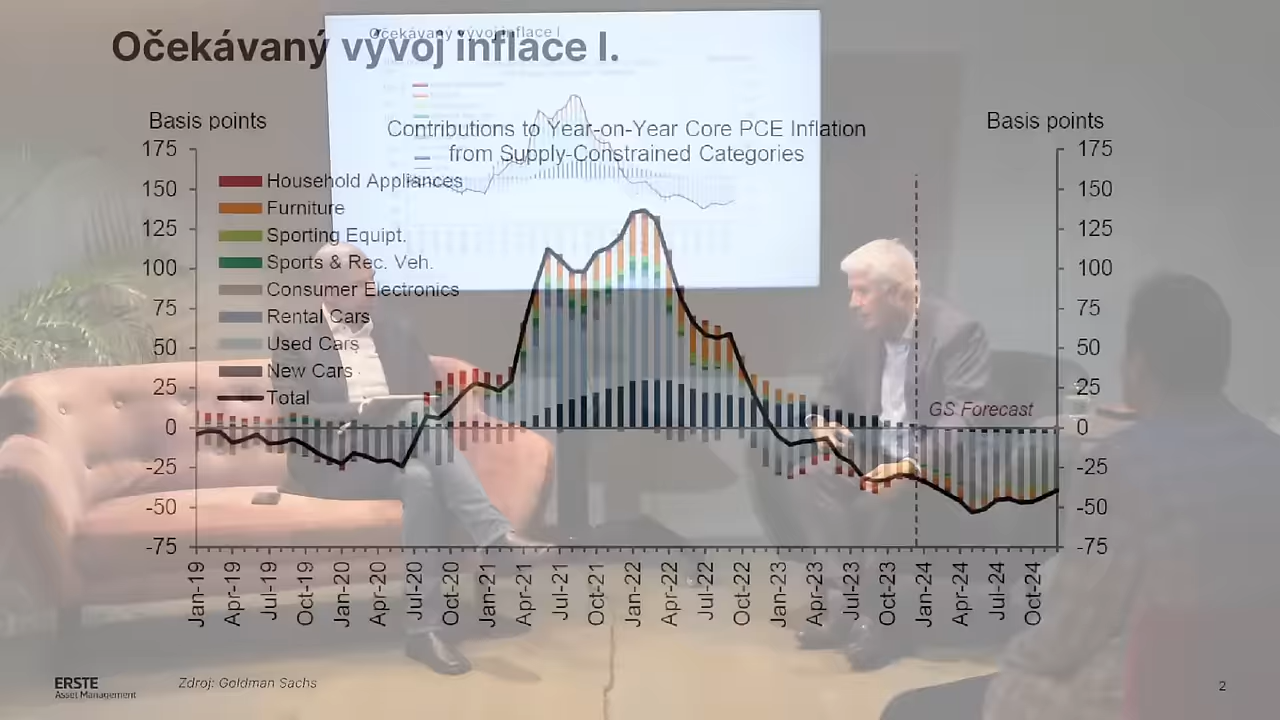 Očekávaný vývoj inflace I.
Očekávaný vývoj inflace I
Basis points
Basis points
Contributions to Year-on-Year Core PCE Inflation
from Supply-Constrained Categories
175
150
125
100
75
50
25
0
-25
-50
-75
Household Appliances
Furniture
Sporting Equipt.
Sports & Rec. Veh.
Consumer Electronics
Rental Cars
Used Cars
New Cars
Total
GS Forecast
175
150
125
100
75
50
25
0
-25
-50
-75
Jan-19
Apr-19
Jul-19
Oct-19
Jan-20
Apr-20
Jul-20
Oct-20
Jan-21
Apr-21
Jul-21
Oct-21
Jan-22
Apr-22
Jul-22
Oct-22
Jan-23
Apr-23
Jul-23
Oct-23
Jan-24
Apr-24
Jul-24
Oct-24
ERSTE
Asset Management
Zdroj: Goldman Sachs
2